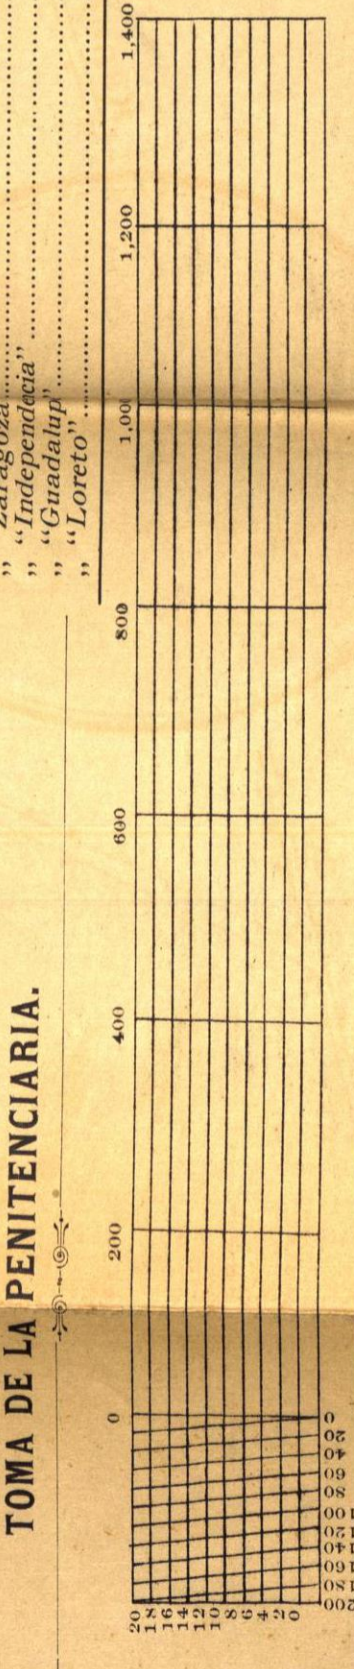 TOMA DE LA PENITENCIARIA.
„ Zaragoza
„ “Independecia”
„ “Guadalup”
„ “Loreto”
0 200 400 600 800 1,00 1,200 1,400
20
18
16
14
12
10
8
6
4
2
0
200 180 160 140 120 100 80 60 40 20 0